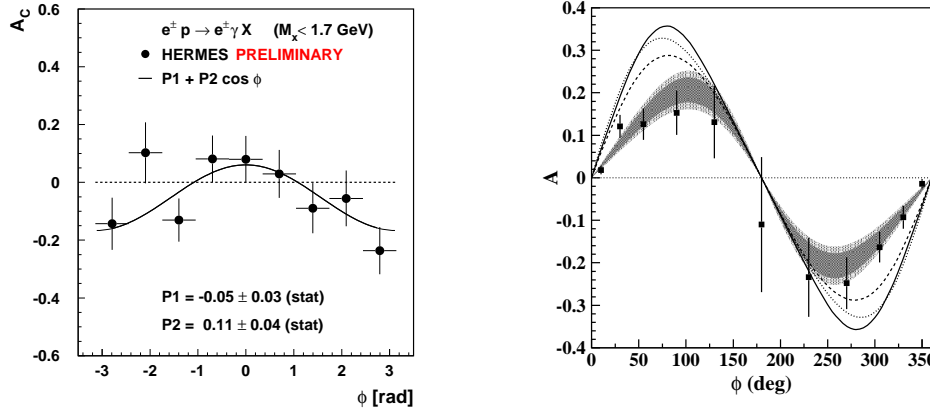 A_C
e± p → e± γ X (M_x < 1.7 GeV)
HERMES PRELIMINARY
P1 + P2 cos ϕ
0.6
0.4
0.2
0
-0.2
-0.4
-0.6
P1 = -0.05 ± 0.03 (stat)
P2 = 0.11 ± 0.04 (stat)
-3 -2 -1 0 1 2 3
ϕ [rad]
A
0.4
0.3
0.2
0.1
0
-0.1
-0.2
-0.3
-0.4
0 50 100 150 200 250 300 350
ϕ (deg)